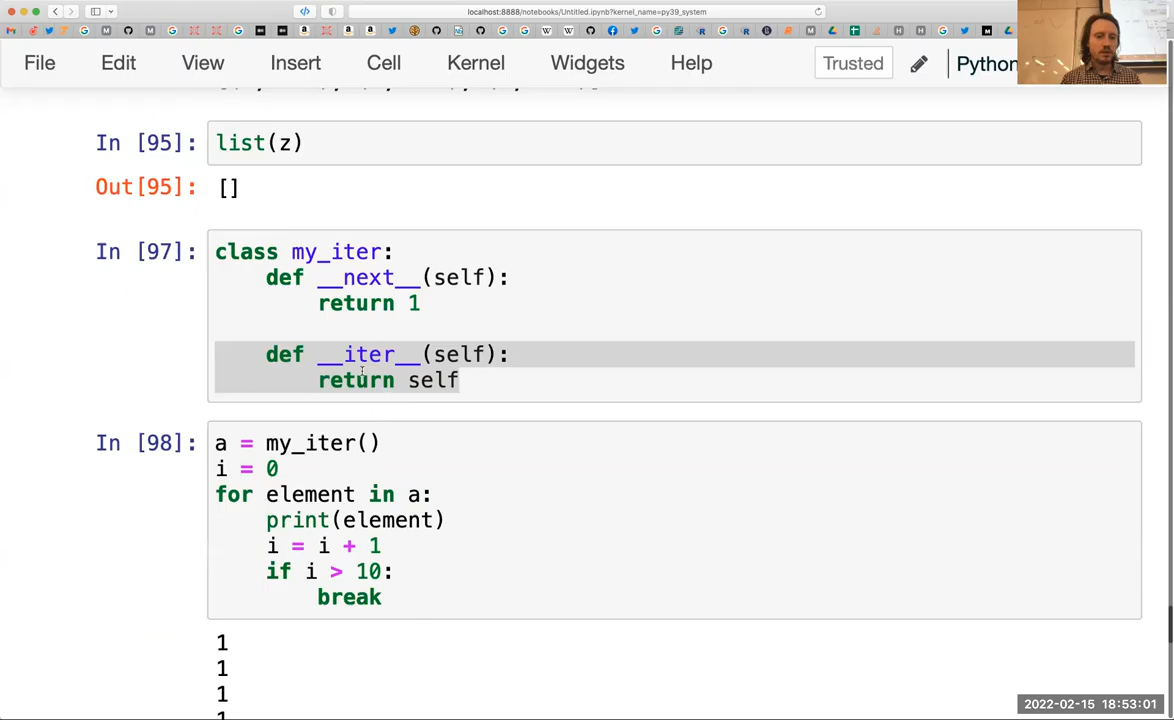 localhost:8888/notebooks/Untitled.ipynb?kernel_name=py39_system
File Edit View Insert Cell Kernel Widgets Help Trusted Python
In [95]: list(z)
Out[95]: []
In [97]: class my_iter:
def __next__(self):
return 1
def __iter__(self):
return self
In [98]: a = my_iter()
i = 0
for element in a:
print(element)
i = i + 1
if i > 10:
break
1
1
1
2022-02-15 18:53:01